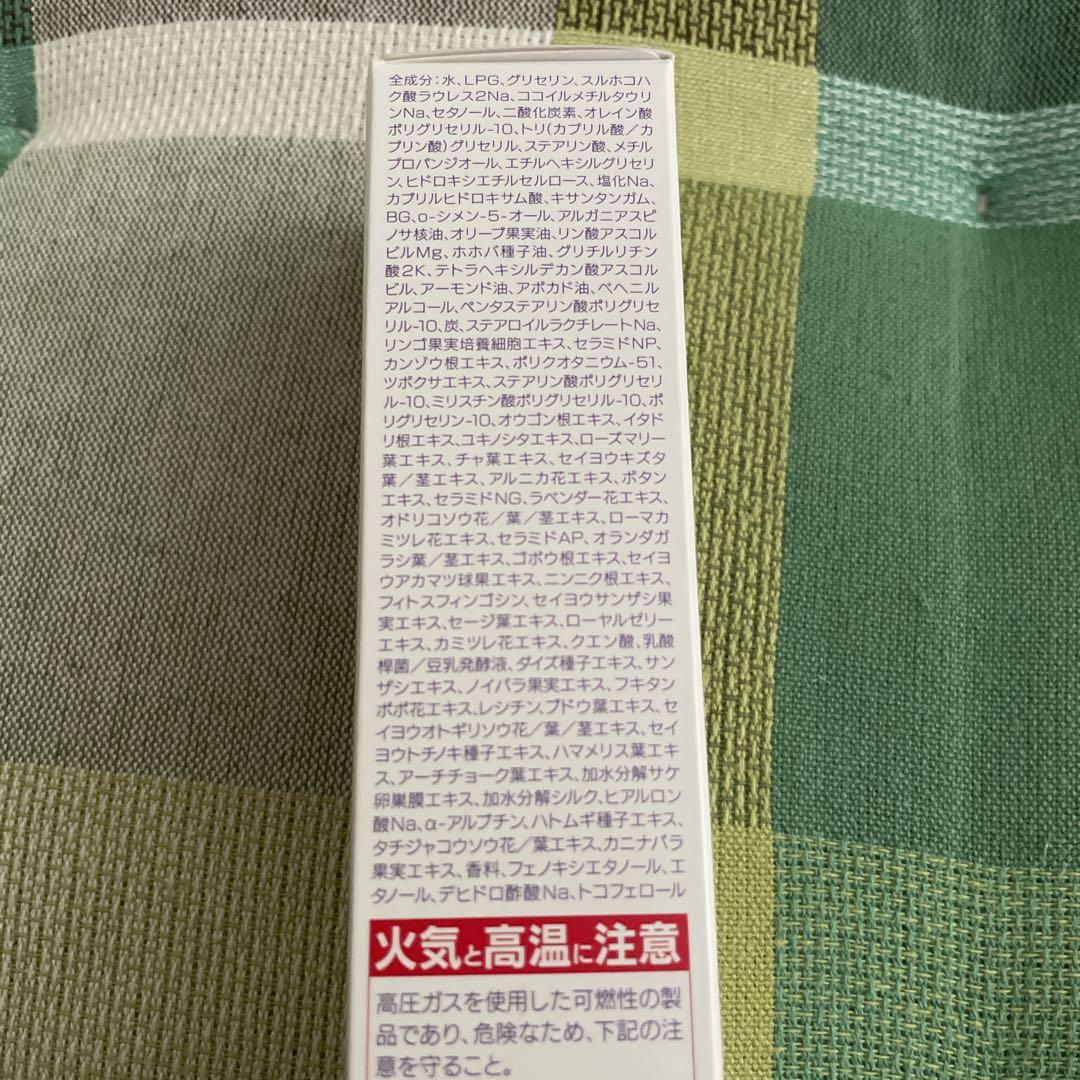 全成分：水、LPG、グリセリン、スルホコハ
ク酸ラウレス2Na、ココイルメチルタウリ
ンNa、セタノール、二酸化炭素、オレイン酸
ポリグリセリル-10、トリ(カプリル酸／カ
プリン酸)グリセリル、ステアリン酸、メチル
プロパンジオール、エチルヘキシルグリセリ
ン、ヒドロキシエチルセルロース、塩化Na、
カプリルヒドロキサム酸、キサンタンガム、
BG、o-シメン-5-オール、アルガニアスピ
ノサ核油、オリーブ果実油、リン酸アスコル
ビルMg、ホホバ種子油、グリチルリチン
酸2K、テトラヘキシルデカン酸アスコル
ビル、アーモンド油、アボカド油、ベヘニル
アルコール、ペンタステアリン酸ポリグリセ
リル-10、炭、ステアロイルラクチレートNa、
リンゴ果実培養細胞エキス、セラミドNP、
カンゾウ根エキス、ポリクオタニウム-51、
ツボクサエキス、ステアリン酸ポリグリセリ
ル-10、ミリスチン酸ポリグリセリル-10、ポ
リグリセリン-10、オウゴン根エキス、イタド
リ根エキス、ユキノシタエキス、ローズマリー
葉エキス、チャ葉エキス、セイヨウキズタ
葉／茎エキス、アルニカ花エキス、ボタン
エキス、セラミドNG、ラベンダー花エキス、
オドリコソウ花／葉／茎エキス、ローマカ
ミツレ花エキス、セラミドAP、オランダガ
ラシ葉／茎エキス、ゴボウ根エキス、セイヨ
ウアカマツ球果エキス、ニンニク根エキス、
フィトスフィンゴシン、セイヨウサンザシ果
実エキス、セージ葉エキス、ローヤルゼリー
エキス、カミツレ花エキス、クエン酸、乳酸
桿菌／豆乳発酵液、ダイズ種子エキス、サン
ザシエキス、ノイバラ果実エキス、フキタン
ポポ花エキス、レシチン、ブドウ葉エキス、セ
イヨウオトギリソウ花／葉／茎エキス、セイ
ヨウトチノキ種子エキス、ハマメリス葉エキ
ス、アーチチョーク葉エキス、加水分解サケ
卵巣膜エキス、加水分解シルク、ヒアルロン
酸Na、α-アルブチン、ハトムギ種子エキス、
タチジャコウソウ花／葉エキス、カニナバラ
果実エキス、香料、フェノキシエタノール、エ
タノール、デヒドロ酢酸Na、トコフェロール
火気と高温に注意
高圧ガスを使用した可燃性の製
品であり、危険なため、下記の注
意を守ること。